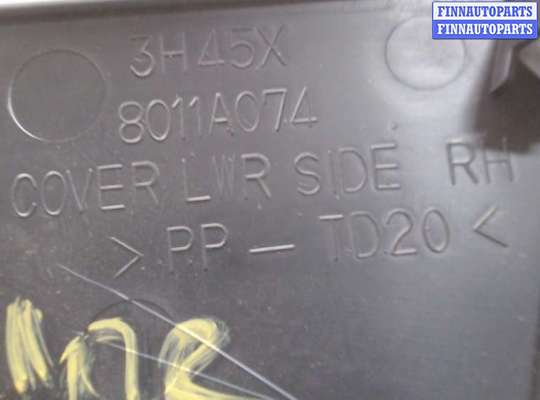 FINNAUTOPARTS
FINNAUTOPARTS
3H45X
8011A074
COVER LWR SIDE RH
> PP - TD20 <